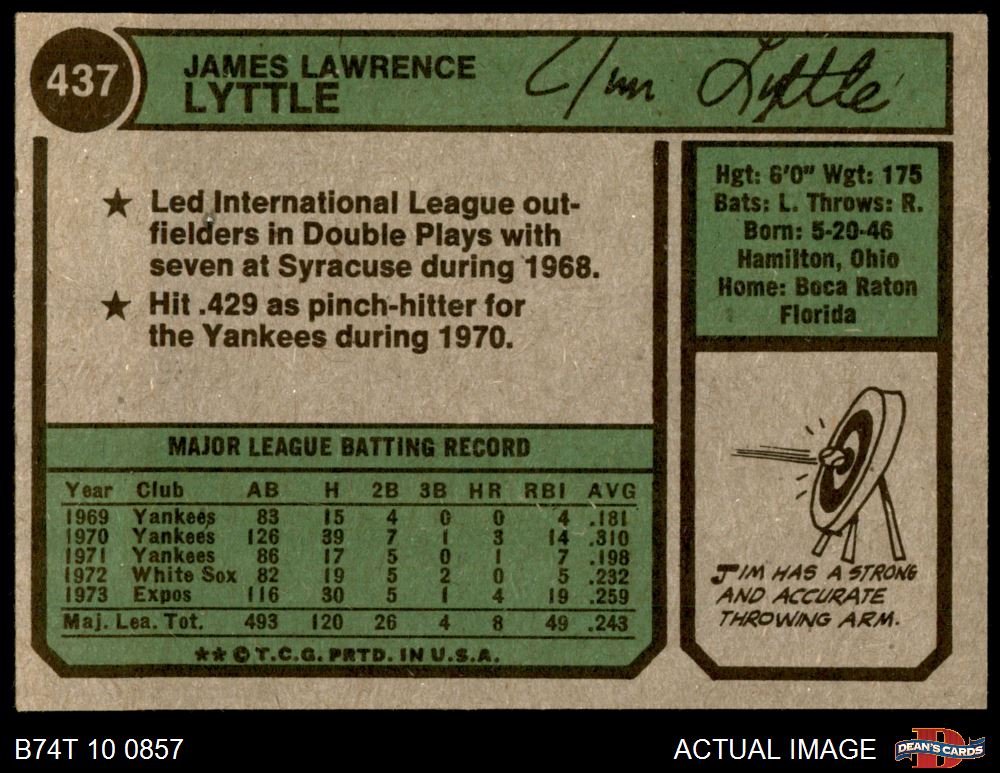 437
JAMES LAWRENCE
LYTTLE
Jim Lyttle
★ Led International League out-
fielders in Double Plays with
seven at Syracuse during 1968.
★ Hit .429 as pinch-hitter for
the Yankees during 1970.
Hgt: 6'0" Wgt: 175
Bats: L. Throws: R.
Born: 5-20-46
Hamilton, Ohio
Home: Boca Raton
Florida
MAJOR LEAGUE BATTING RECORD
Year Club AB H 2B 3B HR RBI AVG
1969 Yankees 83 15 4 0 0 4 .181
1970 Yankees 126 39 7 1 3 14 .310
1971 Yankees 86 17 5 0 1 7 .198
1972 White Sox 82 19 5 2 0 5 .232
1973 Expos 116 30 5 1 4 19 .259
Maj. Lea. Tot. 493 120 26 4 8 49 .243
** © T.C.G. PRTD. IN U.S.A.
JIM HAS A STRONG
AND ACCURATE
THROWING ARM.
B74T 10 0857
ACTUAL IMAGE
D
DEAN'S CARDS